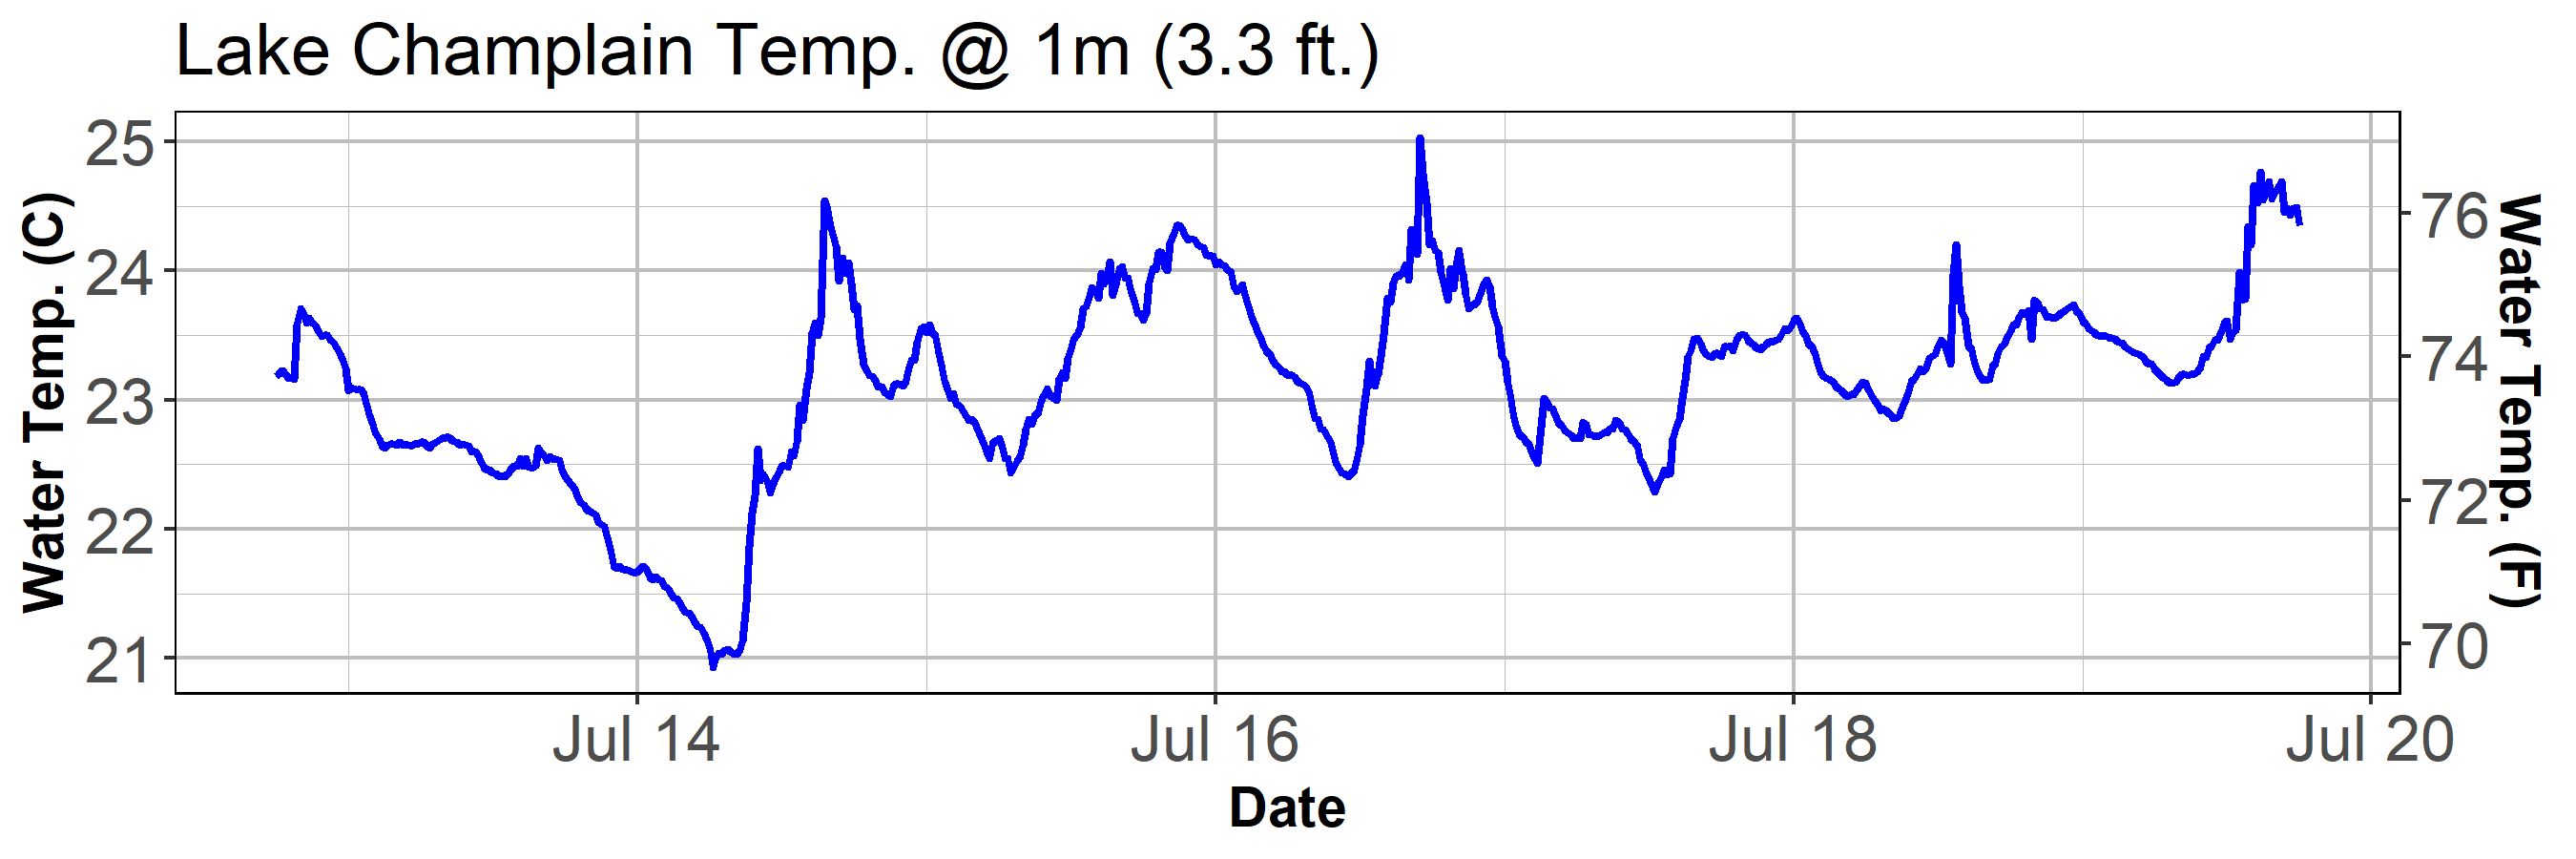 Lake Champlain Temp. @ 1m (3.3 ft.)
Water Temp. (C)
25
24
23
22
21
76
74
72
70
Water Temp. (F)
Jul 14
Jul 16
Jul 18
Jul 20
Date